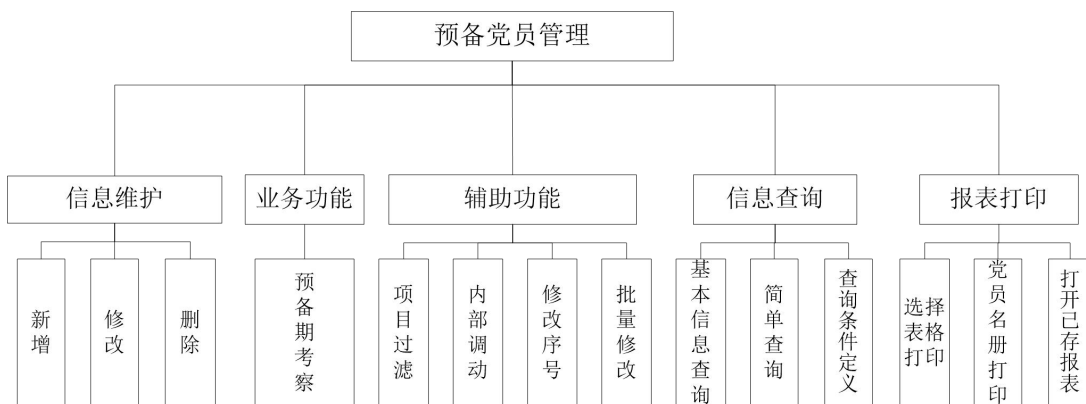 预备党员管理
信息维护
业务功能
辅助功能
信息查询
报表打印
新增
修改
删除
预备期考察
项目过滤
内部调动
修改序号
批量修改
基本信息查询
简单查询
查询条件定义
选择表格打印
党员名册打印
打开已存报表